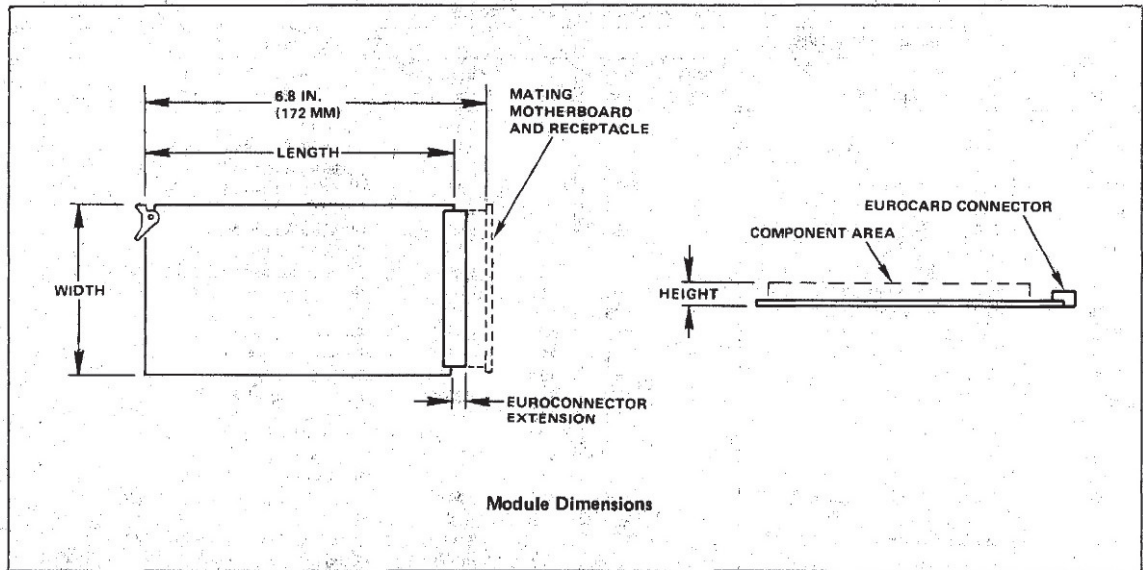 6.8 IN.
(172 MM)
LENGTH
MATING
MOTHERBOARD
AND RECEPTACLE
WIDTH
EUROCONNECTOR
EXTENSION
EUROCARD CONNECTOR
COMPONENT AREA
HEIGHT
Module Dimensions